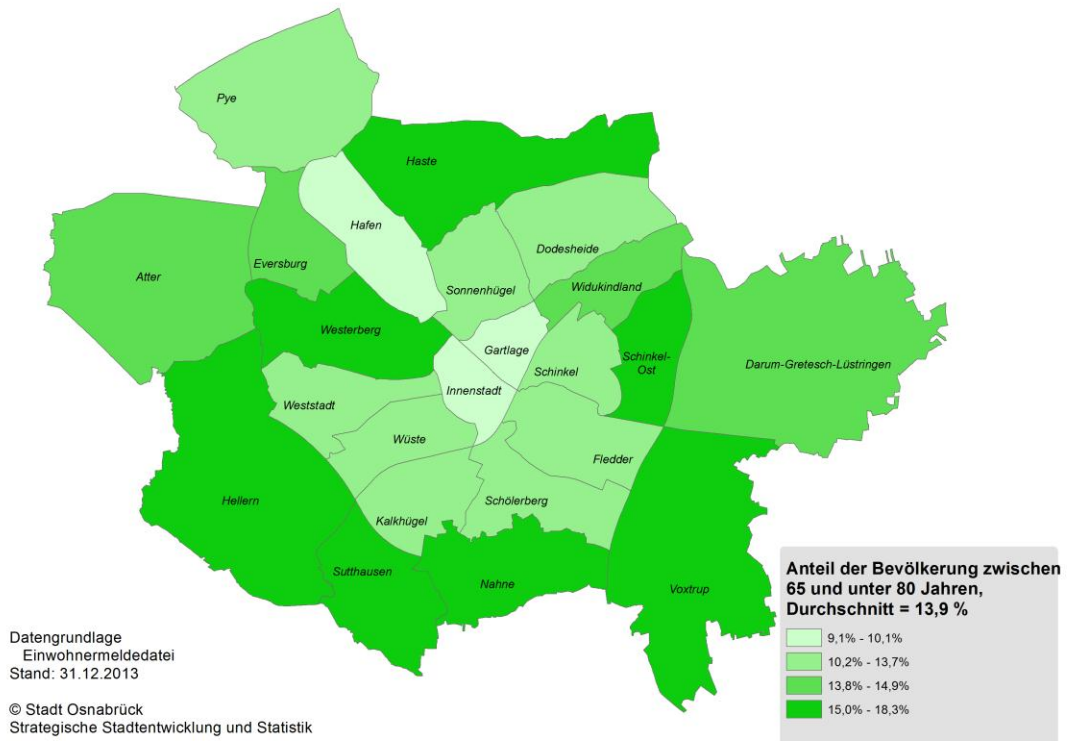 Pye
Haste
Hafen
Dodesheide
Eversburg
Atter
Sonnenhügel
Widukindland
Westerberg
Gartlage
Schinkel-
Ost
Darum-Gretesch-Lüstringen
Schinkel
Innenstadt
Weststadt
Wüste
Fledder
Hellern
Schölerberg
Kalkhügel
Sutthausen
Nahne
Voxtrup
Anteil der Bevölkerung zwischen
65 und unter 80 Jahren,
Durchschnitt = 13,9 %
9,1% - 10,1%
10,2% - 13,7%
13,8% - 14,9%
15,0% - 18,3%
Datengrundlage
Einwohnermeldedatei
Stand: 31.12.2013
© Stadt Osnabrück
Strategische Stadtentwicklung und Statistik